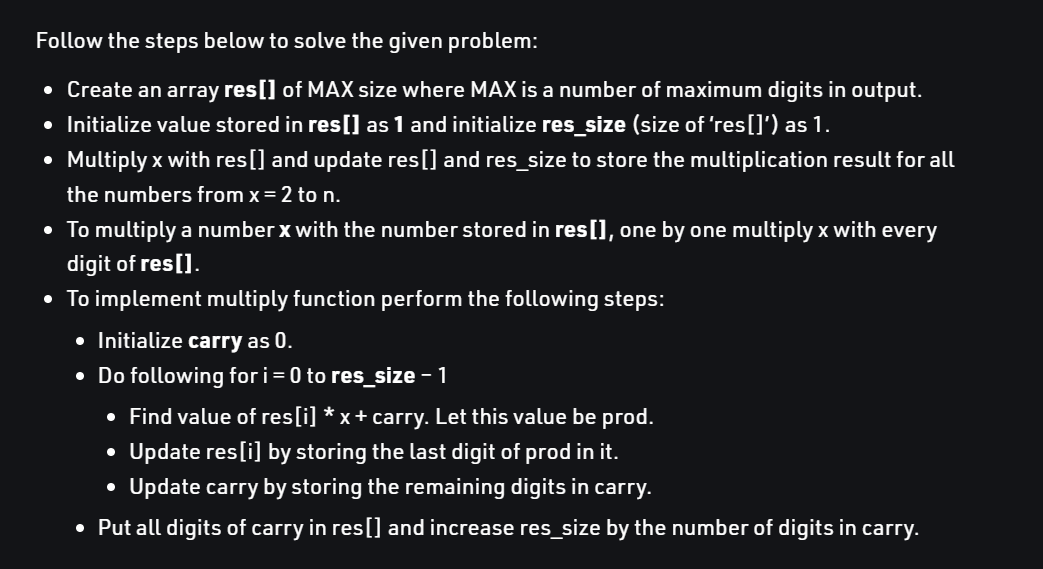 Follow the steps below to solve the given problem:
• Create an array res[] of MAX size where MAX is a number of maximum digits in output.
• Initialize value stored in res[] as 1 and initialize res_size (size of 'res[]') as 1.
• Multiply x with res[] and update res[] and res_size to store the multiplication result for all
the numbers from x = 2 to n.
• To multiply a number x with the number stored in res[], one by one multiply x with every
digit of res[].
• To implement multiply function perform the following steps:
• Initialize carry as 0.
• Do following for i = 0 to res_size – 1
• Find value of res[i] * x + carry. Let this value be prod.
• Update res[i] by storing the last digit of prod in it.
• Update carry by storing the remaining digits in carry.
• Put all digits of carry in res[] and increase res_size by the number of digits in carry.